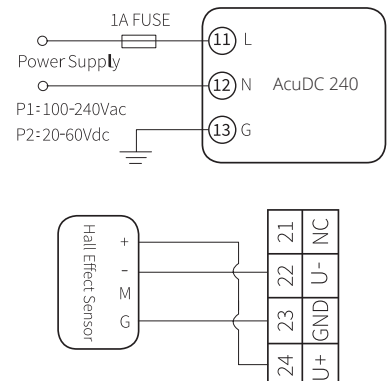 1A FUSE
Power Supply
P1:100-240Vac
P2:20-60Vdc
11 L
12 N
13 G
AcuDC 240
Hall Effect Sensor
+
-
M
G
21 NC
22 U-
23 GND
24 U+